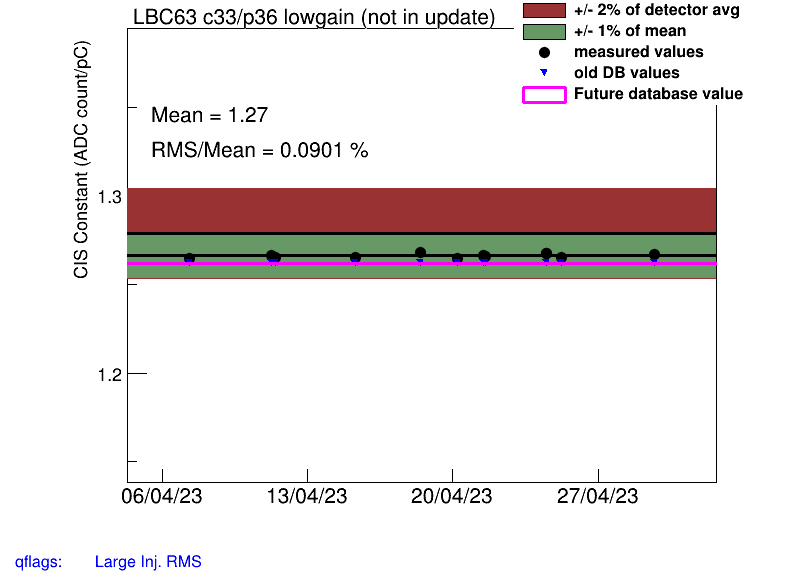 LBC63 c33/p36 lowgain (not in update)
+/- 2% of detector avg
+/- 1% of mean
measured values
old DB values
Future database value
Mean = 1.27
RMS/Mean = 0.0901 %
CIS Constant (ADC count/pC)
1.3
1.2
06/04/23 13/04/23 20/04/23 27/04/23
qflags: Large Inj. RMS